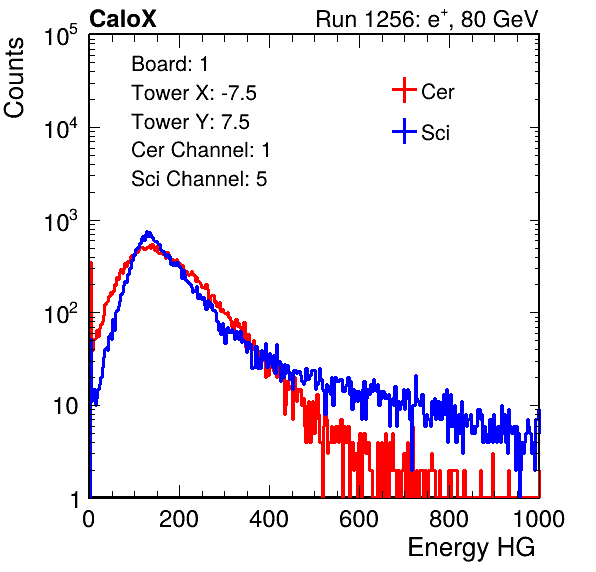 CaloX
Run 1256: e⁺, 80 GeV
Counts
10⁵
10⁴
10³
10²
10
1
Board: 1
Tower X: -7.5
Tower Y: 7.5
Cer Channel: 1
Sci Channel: 5
Cer
Sci
0 200 400 600 800 1000
Energy HG